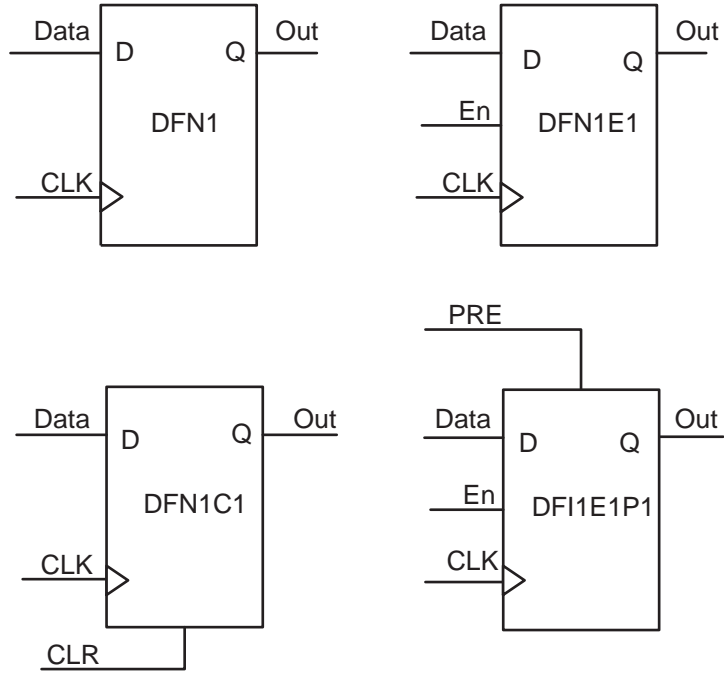 Data
D
Q
Out
DFN1
CLK
Data
D
Q
Out
En
DFN1E1
CLK
Data
D
Q
Out
DFN1C1
CLK
CLR
PRE
Data
D
Q
Out
En
DFI1E1P1
CLK